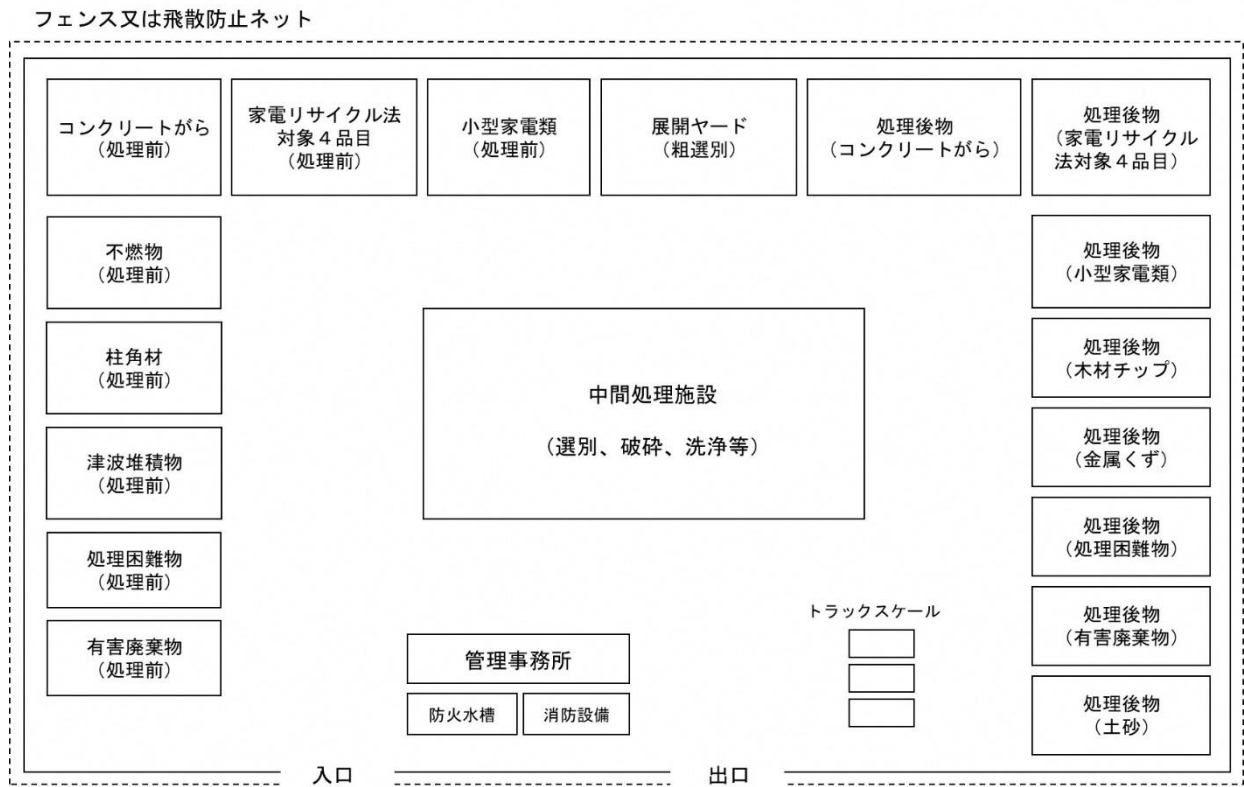 フェンス又は飛散防止ネット
コンクリートがら
(処理前)
家電リサイクル法
対象4品目
(処理前)
小型家電類
(処理前)
展開ヤード
(粗選別)
処理後物
(コンクリートがら)
処理後物
(家電リサイクル
法対象4品目)
不燃物
(処理前)
柱角材
(処理前)
津波堆積物
(処理前)
処理困難物
(処理前)
有害廃棄物
(処理前)
中間処理施設
(選別、破砕、洗浄等)
処理後物
(小型家電類)
処理後物
(木材チップ)
処理後物
(金属くず)
処理後物
(処理困難物)
処理後物
(有害廃棄物)
処理後物
(土砂)
トラックスケール
管理事務所
防火水槽
消防設備
入口
出口